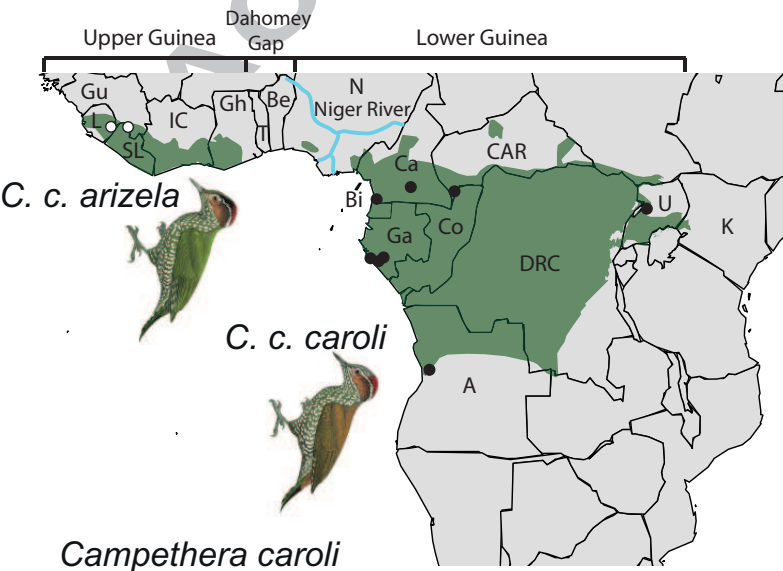 Upper Guinea
Dahomey
Gap
Lower Guinea
Gu
L
SL
IC
Gh
T
Be
N
Niger River
Ca
CAR
Bi
Ga
Co
DRC
U
K
A
C. c. arizela
C. c. caroli
Campethera caroli